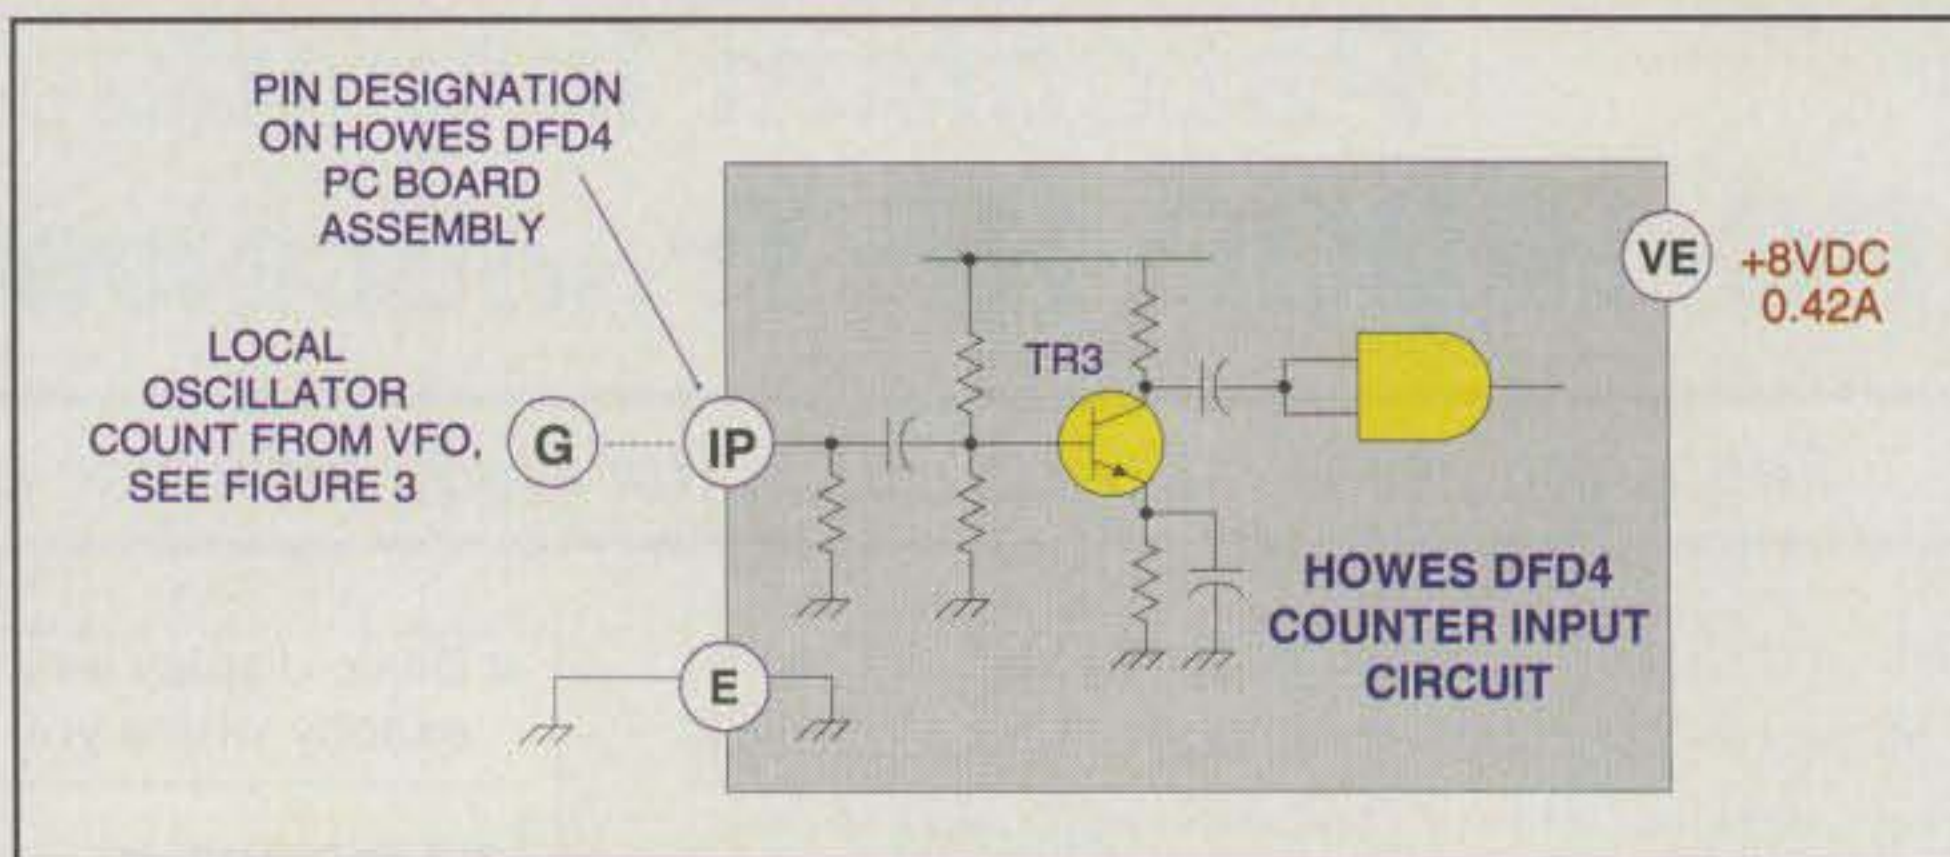 PIN DESIGNATION
ON HOWES DFD4
PC BOARD
ASSEMBLY
LOCAL
OSCILLATOR
COUNT FROM VFO,
SEE FIGURE 3
G
IP
E
TR3
VE
+8VDC
0.42A
HOWES DFD4
COUNTER INPUT
CIRCUIT